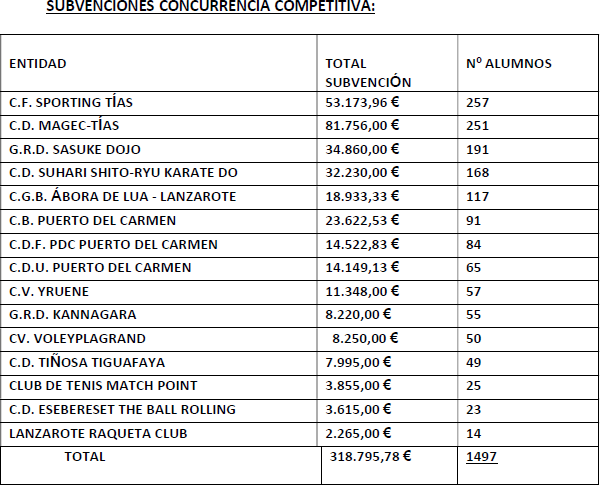 SUBVENCIONES CONCURRENCIA COMPETITIVA:
ENTIDAD TOTAL SUBVENCIÓN Nº ALUMNOS
C.F. SPORTING TÍAS 53.173,96 € 257
C.D. MAGEC-TÍAS 81.756,00 € 251
G.R.D. SASUKE DOJO 34.860,00 € 191
C.D. SUHARI SHITO-RYU KARATE DO 32.230,00 € 168
C.G.B. ÁBORA DE LUA - LANZAROTE 18.933,33 € 117
C.B. PUERTO DEL CARMEN 23.622,53 € 91
C.D.F. PDC PUERTO DEL CARMEN 14.522,83 € 84
C.D.U. PUERTO DEL CARMEN 14.149,13 € 65
C.V. YRUENE 11.348,00 € 57
G.R.D. KANNAGARA 8.220,00 € 55
CV. VOLEYPLAGRAND 8.250,00 € 50
C.D. TIÑOSA TIGUAFAYA 7.995,00 € 49
CLUB DE TENIS MATCH POINT 3.855,00 € 25
C.D. ESEBERESET THE BALL ROLLING 3.615,00 € 23
LANZAROTE RAQUETA CLUB 2.265,00 € 14
TOTAL 318.795,78 € 1497